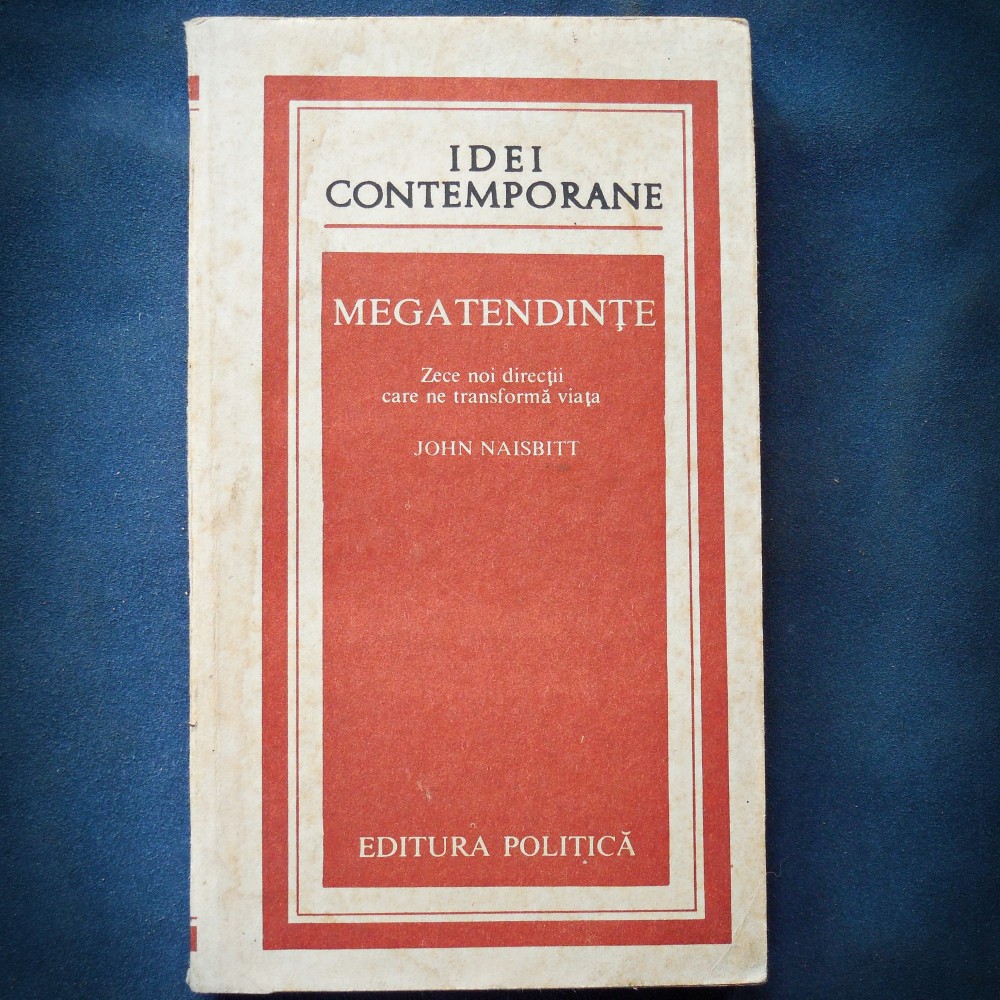 IDEI
CONTEMPORANE
MEGATENDINŢE
Zece noi direcţii
care ne transformă viaţa
JOHN NAISBITT
EDITURA POLITICĂ